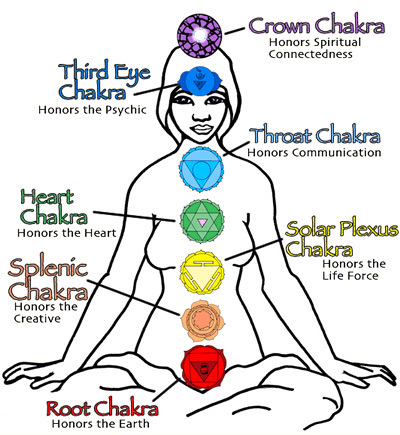 Crown Chakra
Honors Spiritual
Connectedness
Third Eye
Chakra
Honors the Psychic
Throat Chakra
Honors Communication
Heart
Chakra
Honors the Heart
Solar Plexus
Chakra
Honors the
Life Force
Splenic
Chakra
Honors the
Creative
Root Chakra
Honors the Earth